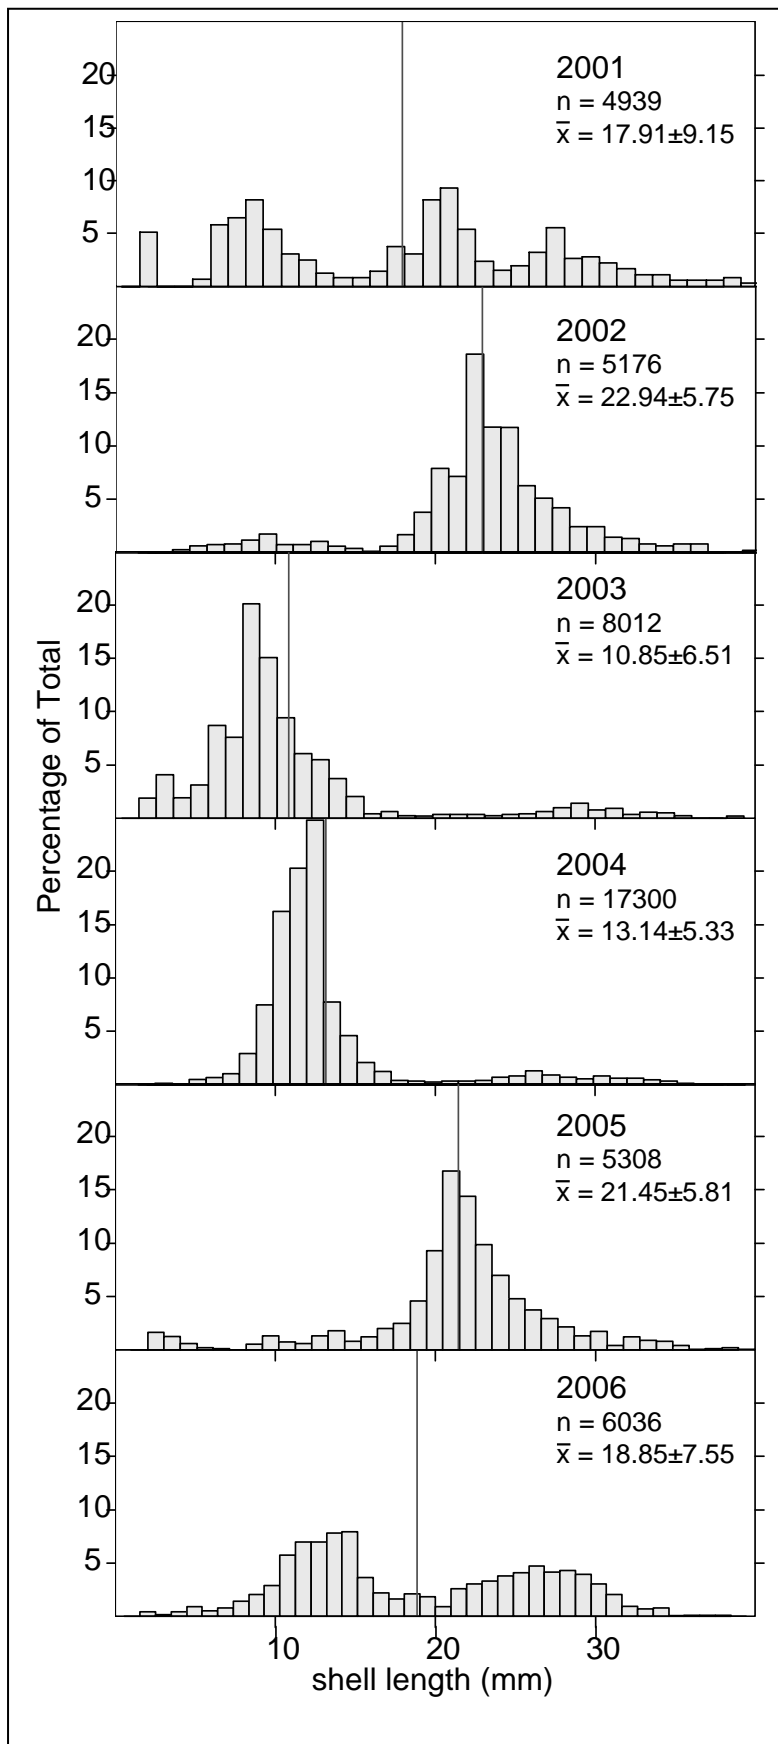 20
15
10
5
2001
n = 4939
x̄ = 17.91±9.15
20
15
10
5
2002
n = 5176
x̄ = 22.94±5.75
20
15
10
5
2003
n = 8012
x̄ = 10.85±6.51
Percentage of Total
20
15
10
5
2004
n = 17300
x̄ = 13.14±5.33
20
15
10
5
2005
n = 5308
x̄ = 21.45±5.81
20
15
10
5
2006
n = 6036
x̄ = 18.85±7.55
10 20 30
shell length (mm)